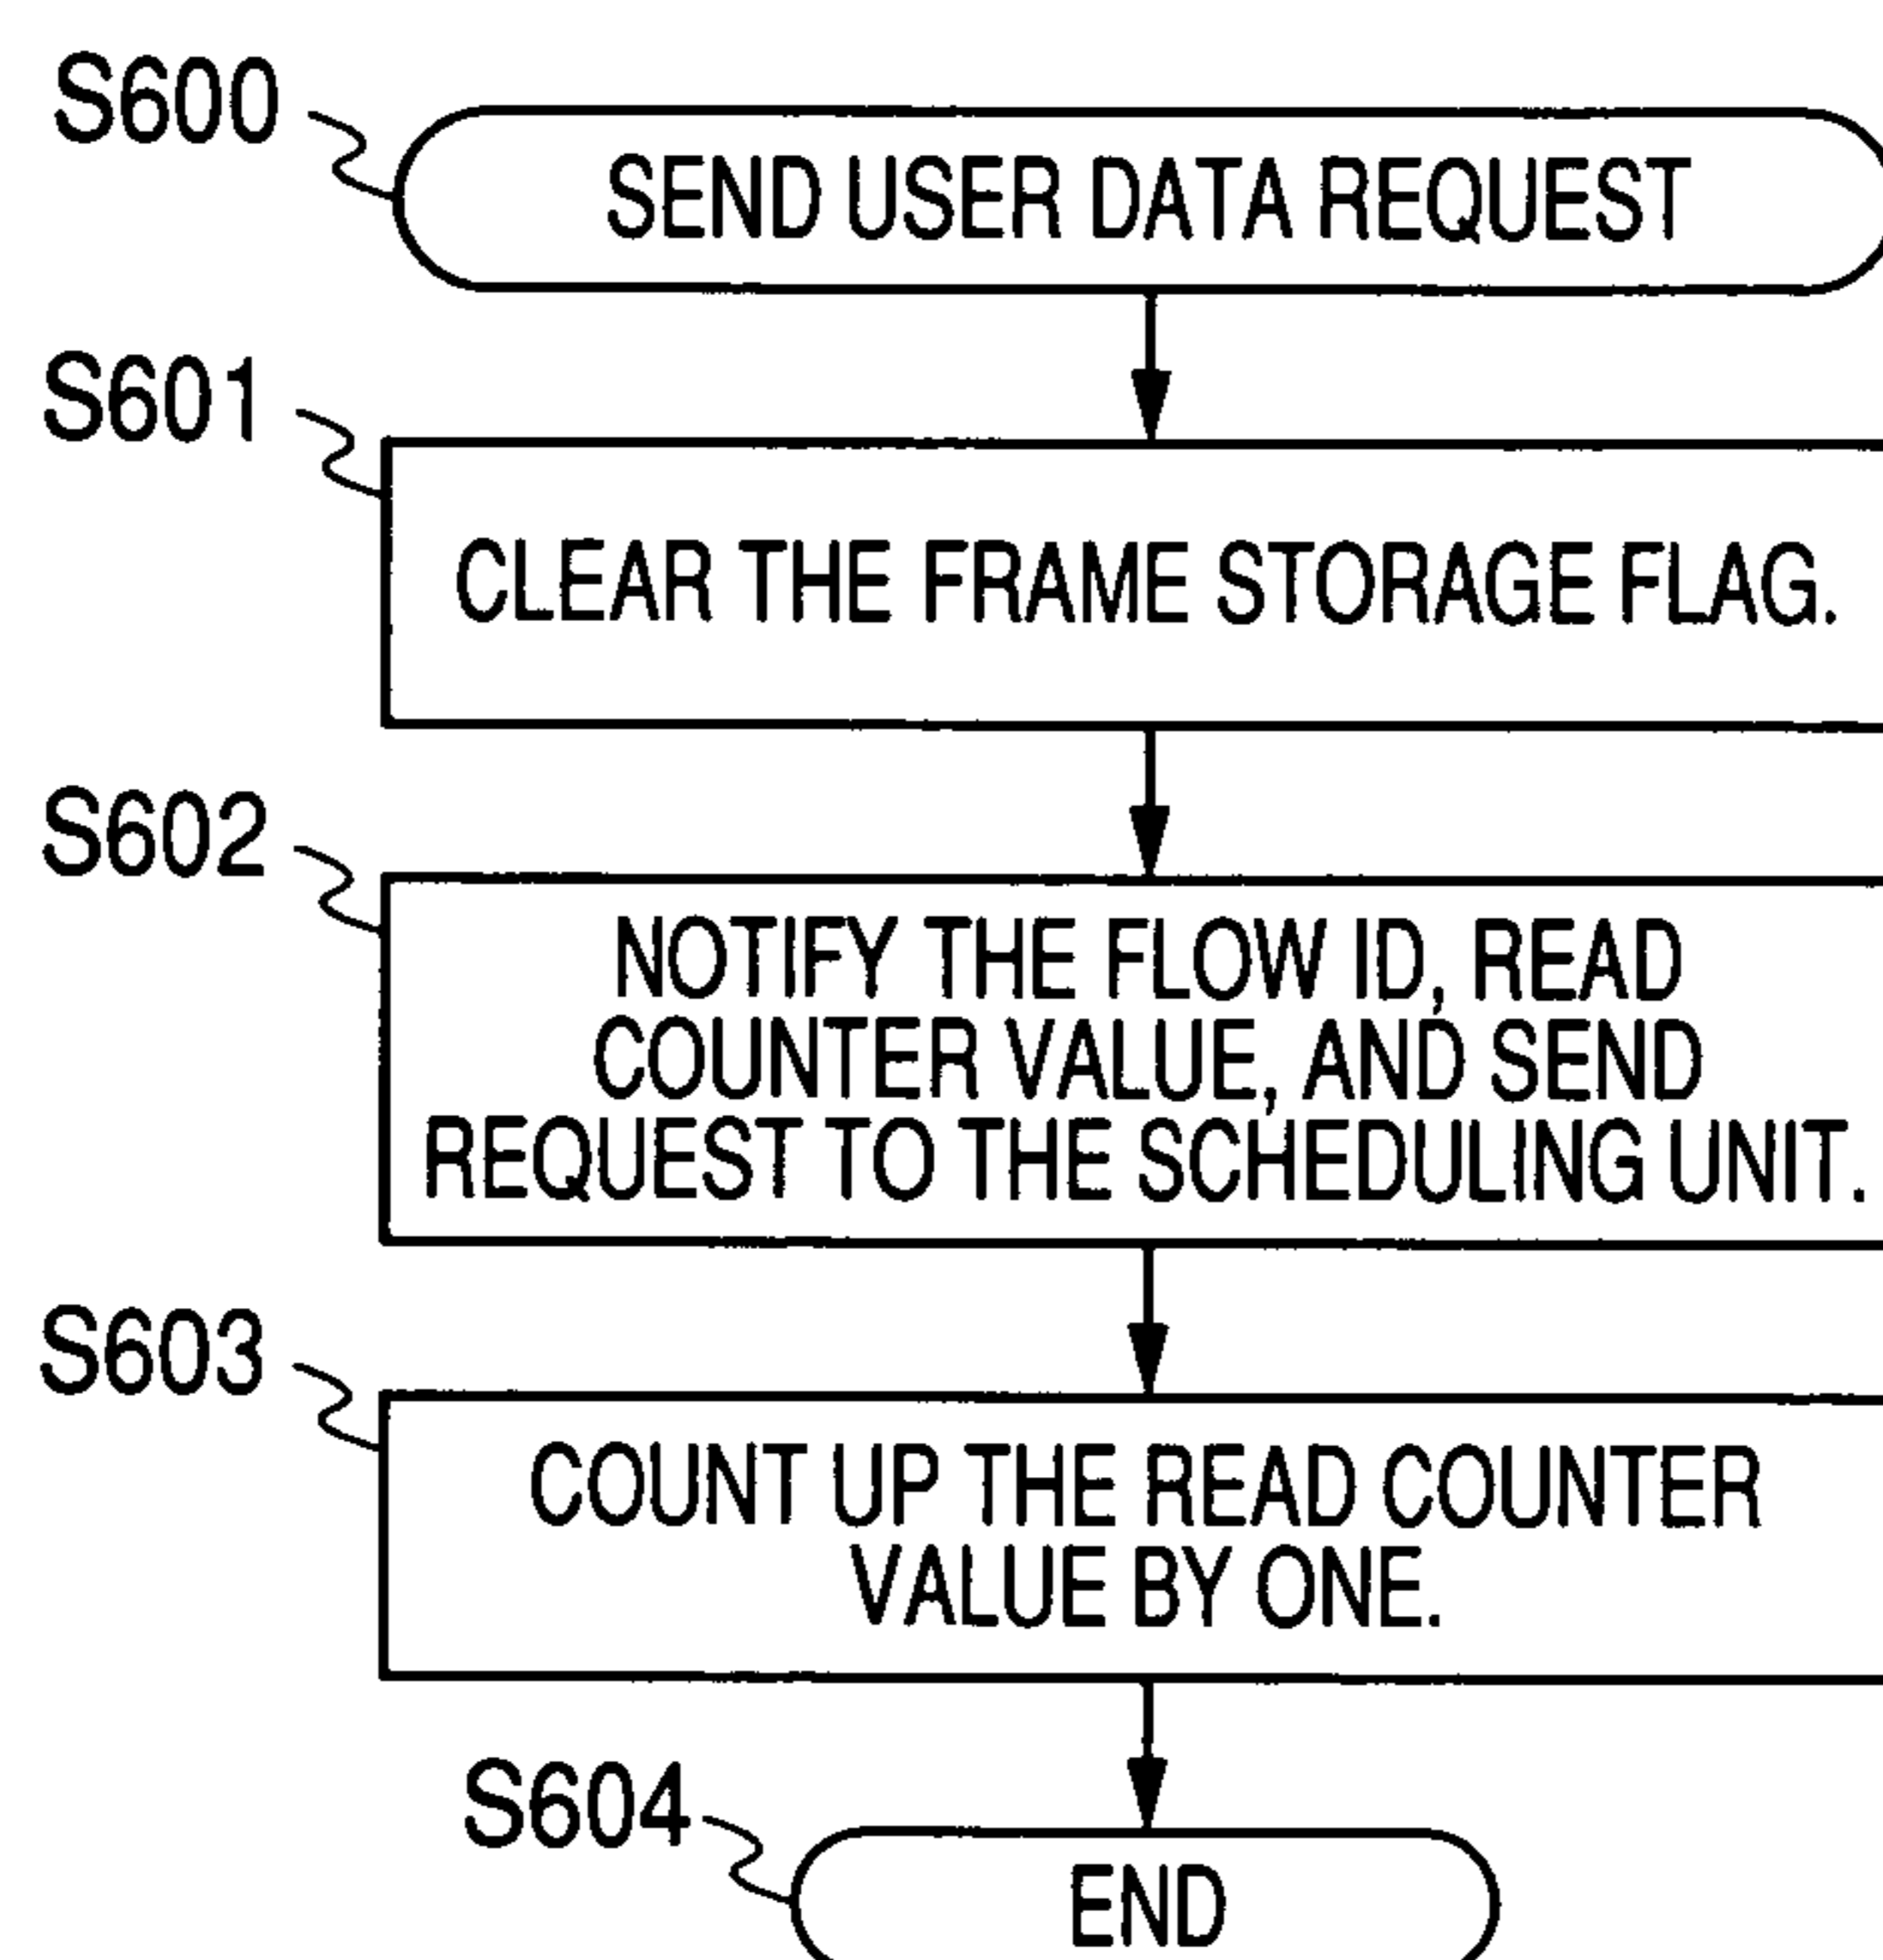 S600
SEND USER DATA REQUEST
S601
CLEAR THE FRAME STORAGE FLAG.
S602
NOTIFY THE FLOW ID, READ
COUNTER VALUE, AND SEND
REQUEST TO THE SCHEDULING UNIT.
S603
COUNT UP THE READ COUNTER
VALUE BY ONE.
S604
END